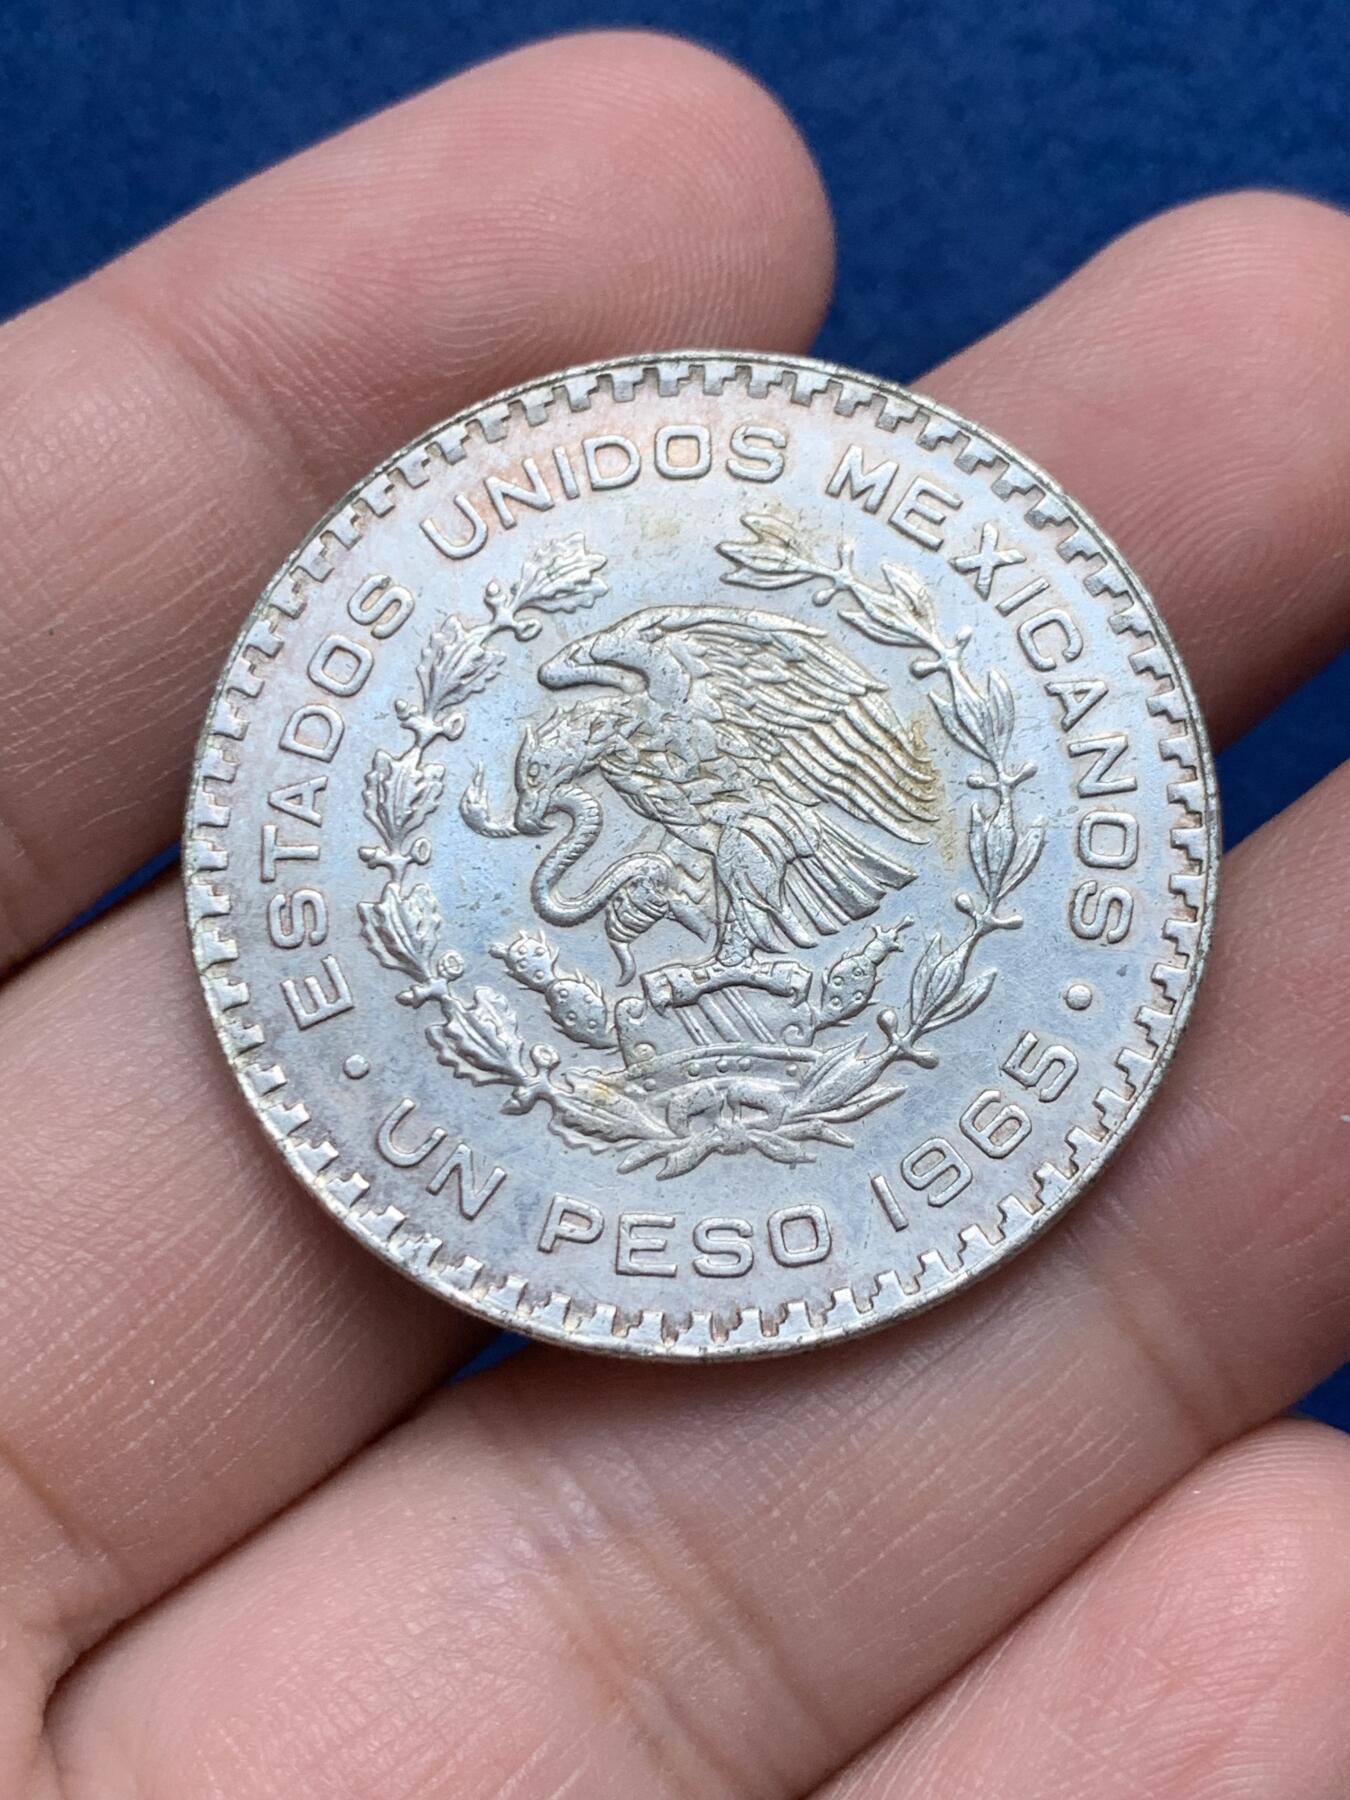 ESTADOS UNIDOS MEXICANOS
• UN PESO 1965 •